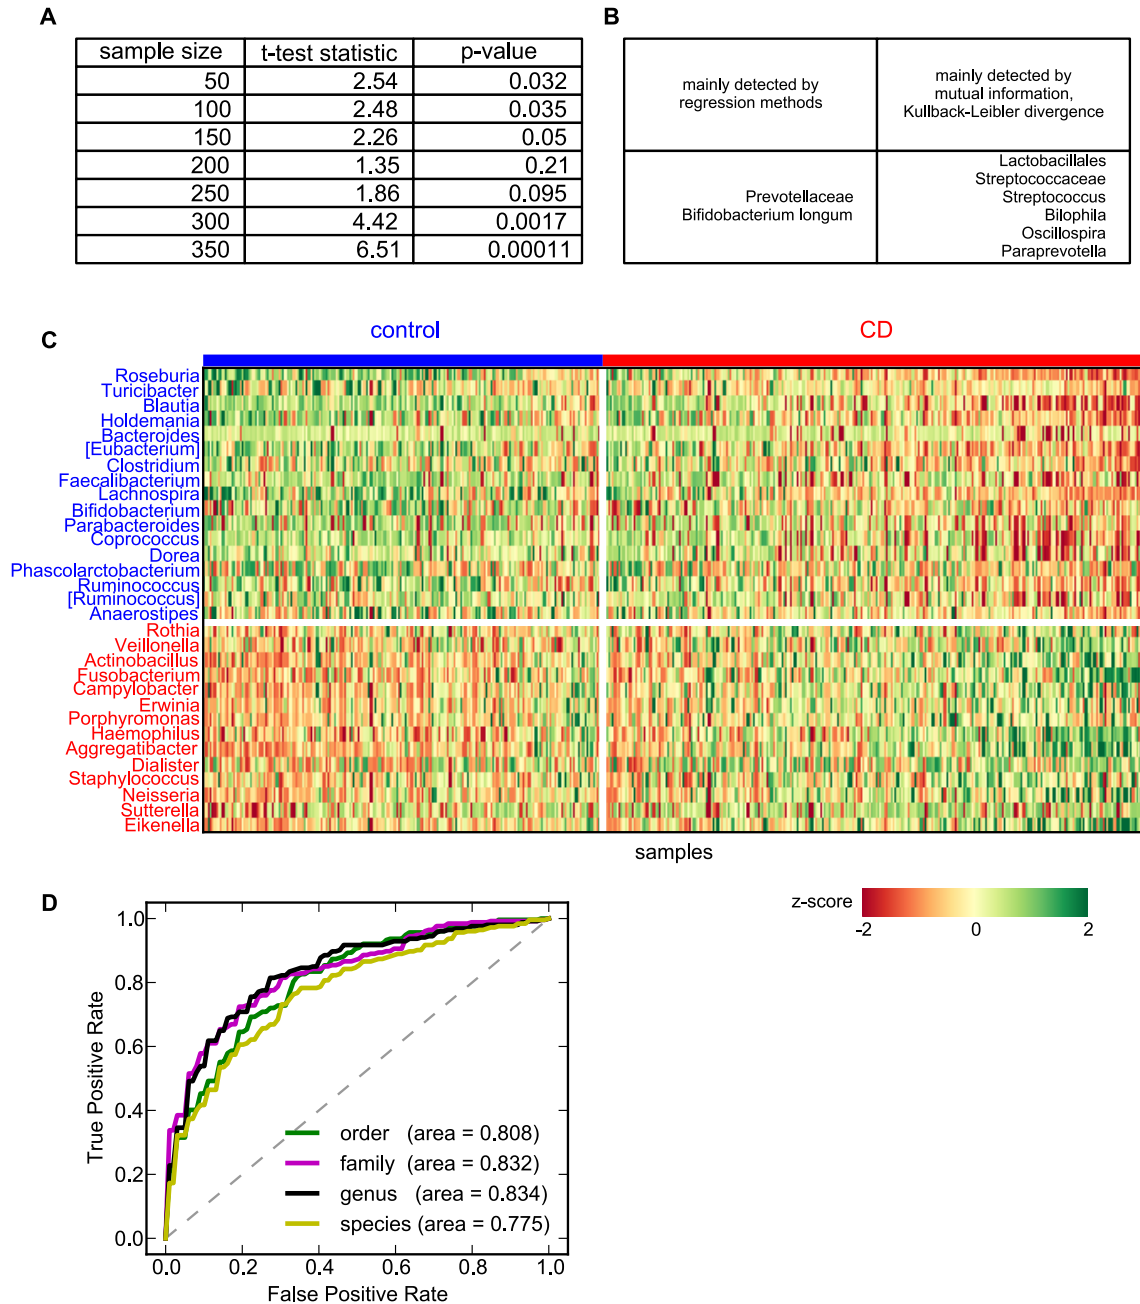 A
sample size t-test statistic p-value
50 2.54 0.032
100 2.48 0.035
150 2.26 0.05
200 1.35 0.21
250 1.86 0.095
300 4.42 0.0017
350 6.51 0.00011
B
mainly detected by
regression methods
mainly detected by
mutual information,
Kullback-Leibler divergence
Prevotellaceae
Bifidobacterium longum
Lactobacillales
Streptococcaceae
Streptococcus
Bilophila
Oscillospira
Paraprevotella
C
control
CD
Roseburia
Turicibacter
Blautia
Holdemania
Bacteroides
[Eubacterium]
Clostridium
Faecalibacterium
Lachnospira
Bifidobacterium
Parabacteroides
Coprococcus
Dorea
Phascolarctobacterium
Ruminococcus
[Ruminococcus]
Anaerostipes
Rothia
Veillonella
Actinobacillus
Fusobacterium
Campylobacter
Erwinia
Porphyromonas
Haemophilus
Aggregatibacter
Dialister
Staphylococcus
Neisseria
Sutterella
Eikenella
samples
z-score
-2 0 2
D
True Positive Rate
1.0
0.8
0.6
0.4
0.2
0.0
order (area = 0.808)
family (area = 0.832)
genus (area = 0.834)
species (area = 0.775)
0.0 0.2 0.4 0.6 0.8 1.0
False Positive Rate